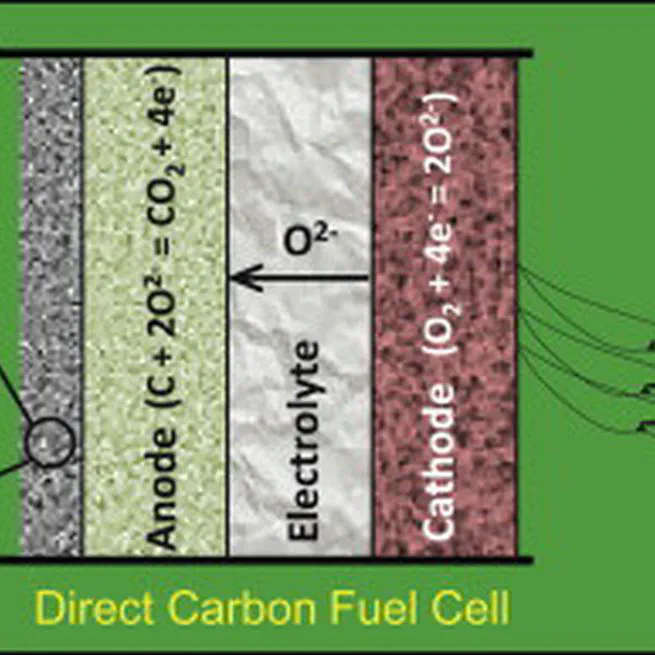 Anode (C + 2O²⁻ = CO₂ + 4e⁻)
O²⁻
Electrolyte
Cathode (O₂ + 4e⁻ = 2O²⁻)
Direct Carbon Fuel Cell